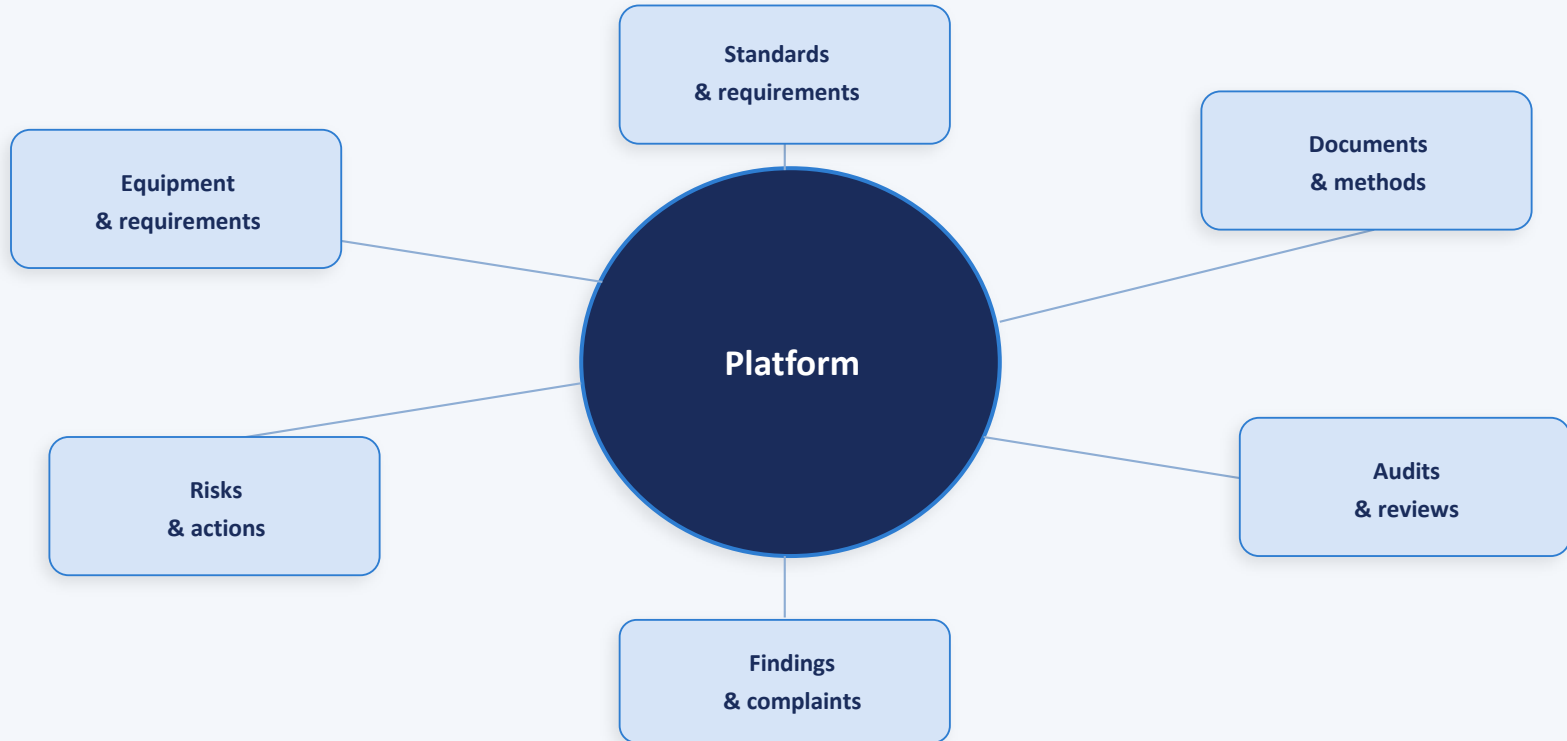 Standards
& requirements
Documents
& methods
Equipment
& requirements
Platform
Risks
& actions
Audits
& reviews
Findings
& complaints